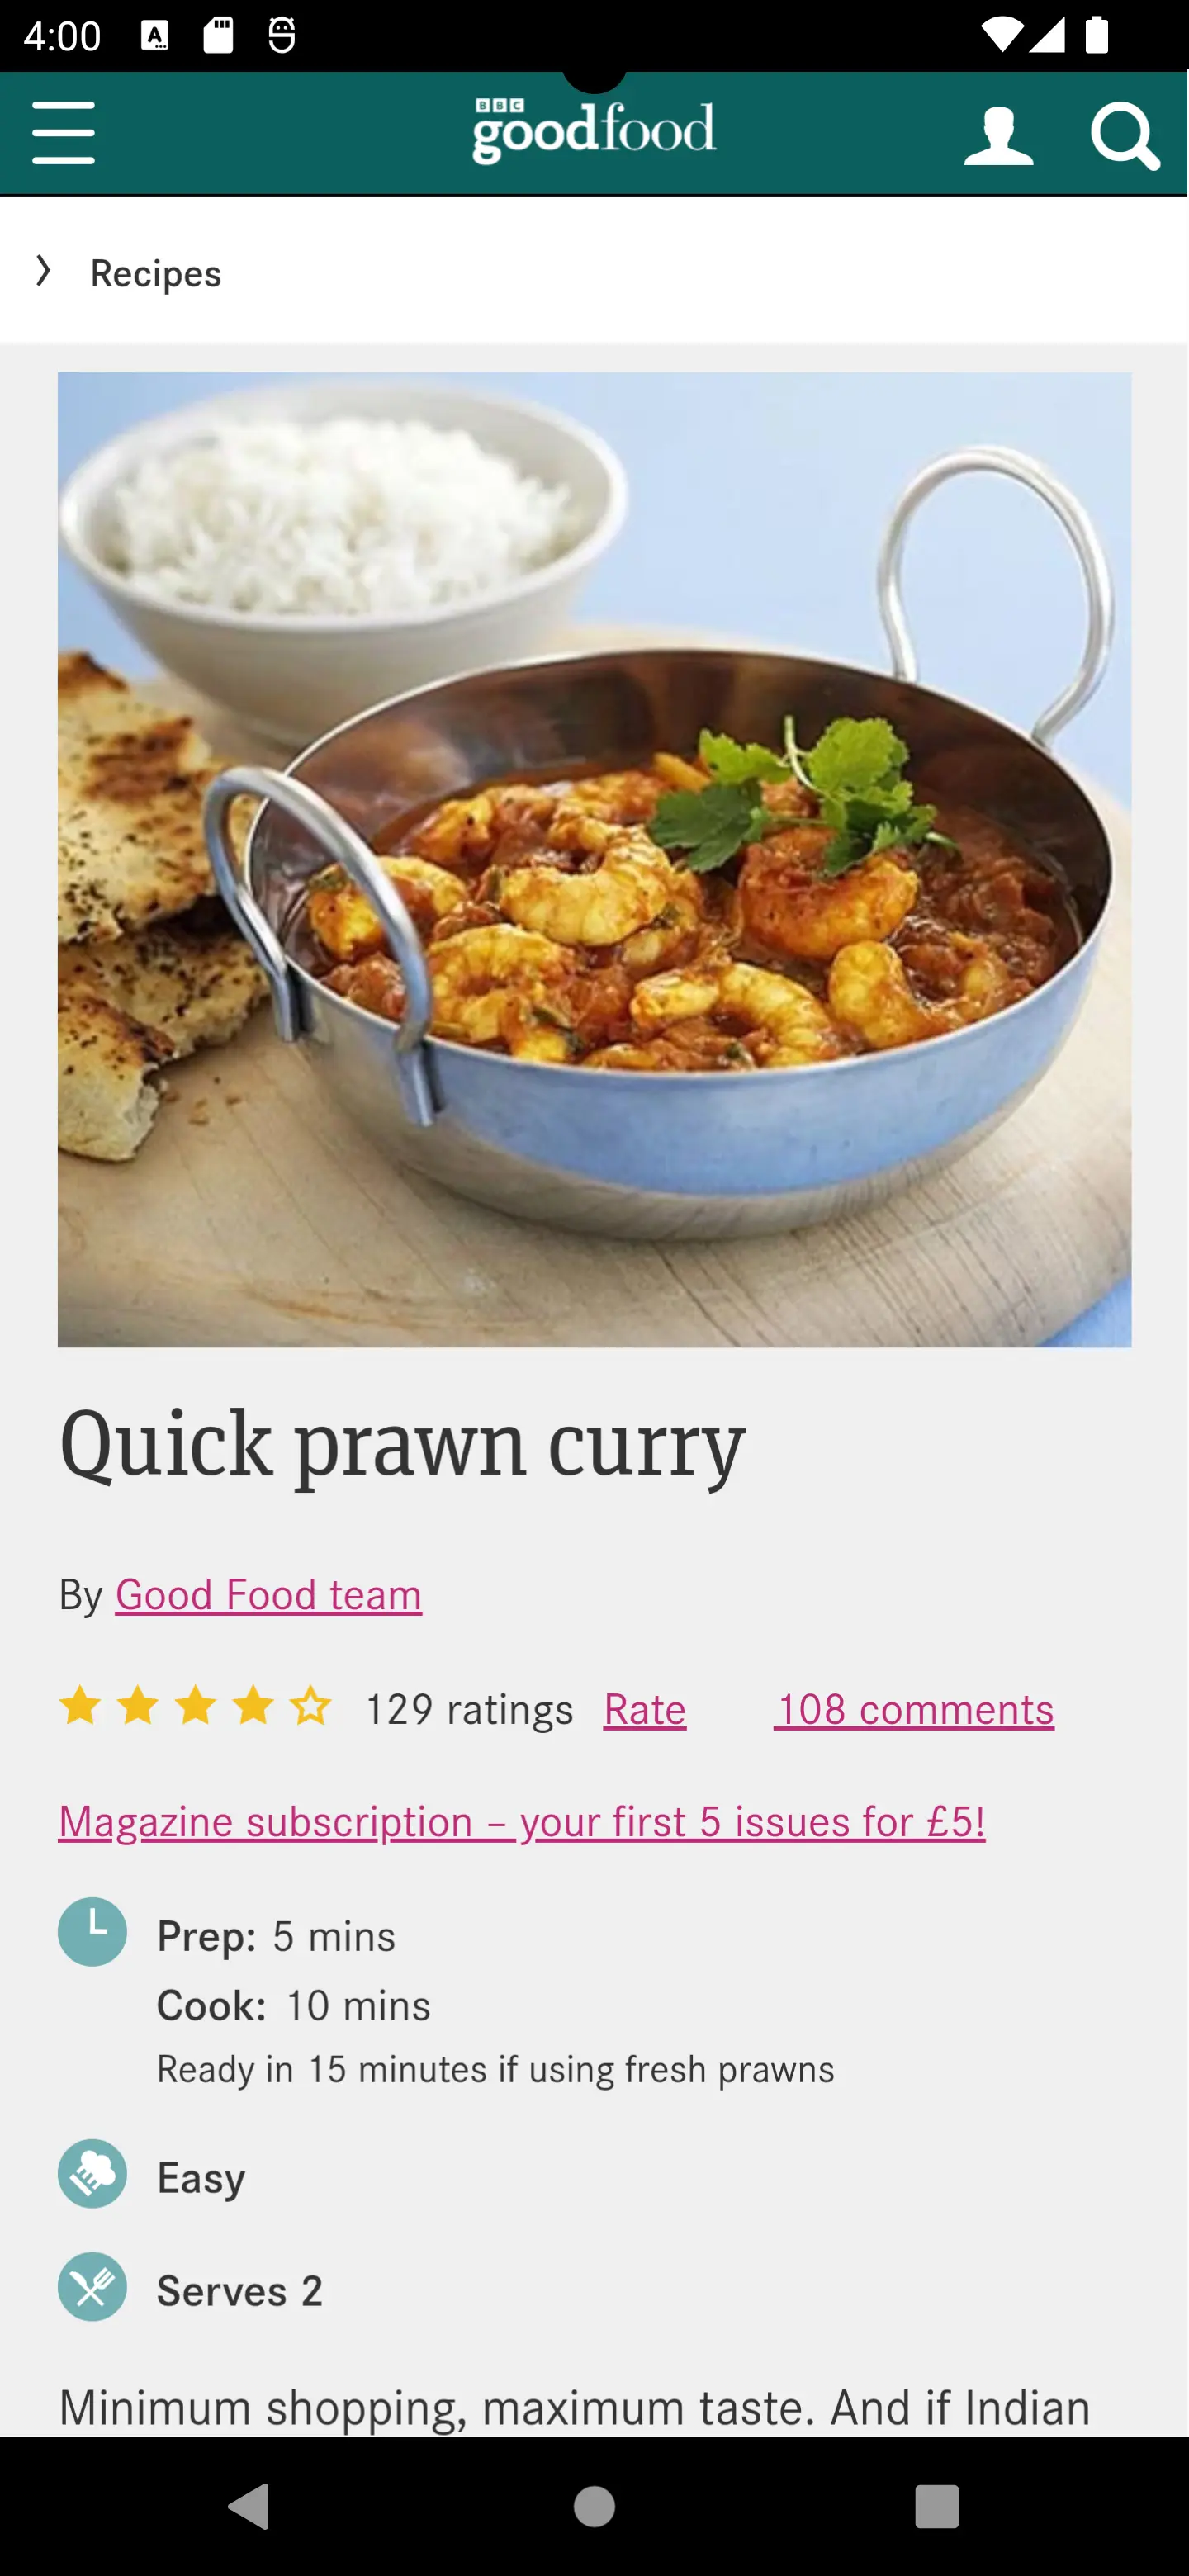 4:00
BBC
goodfood
Recipes
Quick prawn curry
By Good Food team
129 ratings Rate 108 comments
Magazine subscription – your first 5 issues for £5!
Prep: 5 mins
Cook: 10 mins
Ready in 15 minutes if using fresh prawns
Easy
Serves 2
Minimum shopping, maximum taste. And if Indian